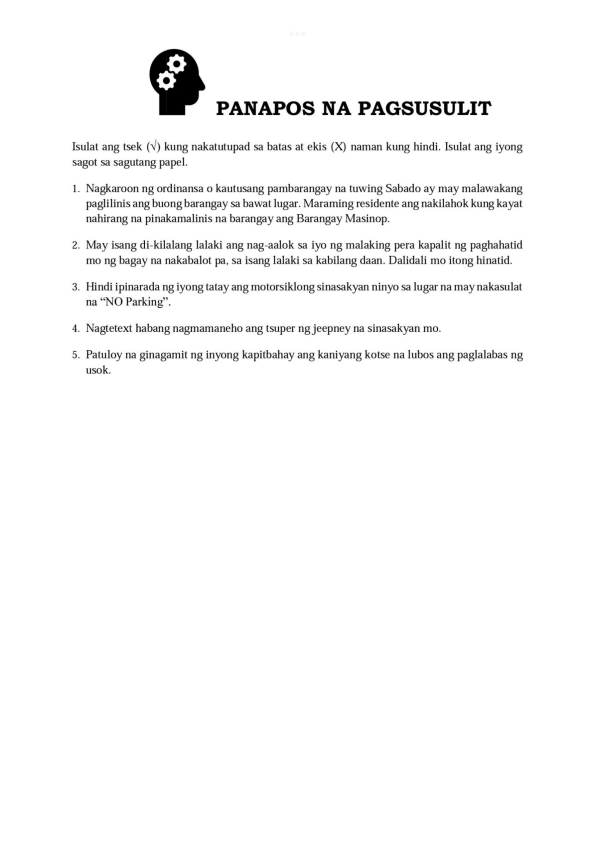 PANAPOS NA PAGSUSULIT
Isulat ang tsek (√) kung nakatutupad sa batas at ekis (X) naman kung hindi. Isulat ang iyong
sagot sa sagutang papel.
1. Nagkaroon ng ordinansa o kautusang pambarangay na tuwing Sabado ay may malawakang
paglilinis ang buong barangay sa bawat lugar. Maraming residente ang nakilahok kung kayat
nahirang na pinakamalinis na barangay ang Barangay Masinop.
2. May isang di-kilalang lalaki ang nag-aalok sa iyo ng malaking pera kapalit ng paghahatid
mo ng bagay na nakabalot pa, sa isang lalaki sa kabilang daan. Dalidali mo itong hinatid.
3. Hindi ipinarada ng iyong tatay ang motorsiklong sinasakyan ninyo sa lugar na may nakasulat
na “NO Parking”.
4. Nagtetext habang nagmamaneho ang tsuper ng jeepney na sinasakyan mo.
5. Patuloy na ginagamit ng inyong kapitbahay ang kaniyang kotse na lubos ang paglalabas ng
usok.